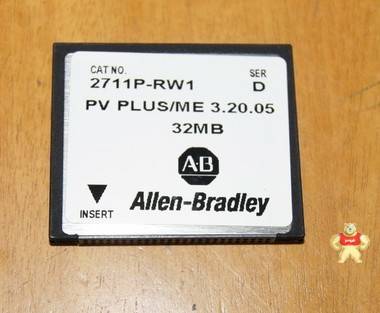 CAT NO.
SER
2711P-RW1
D
PV PLUS/ME 3.20.05
32MB
AB
INSERT
Allen-Bradley